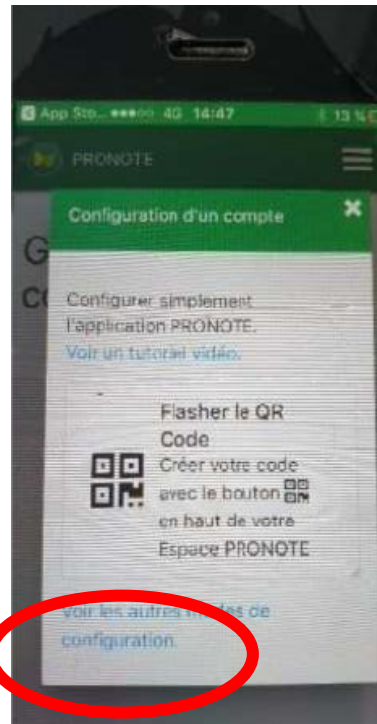 App Sto... 4G 14:47 13 %
PRONOTE
Configuration d'un compte
G
Configurer simplement
l'application PRONOTE.
Voir un tutoriel vidéo.
Flasher le QR
Code
Créer votre code
avec le bouton
en haut de votre
Espace PRONOTE
Voir les autres modes de
configuration.